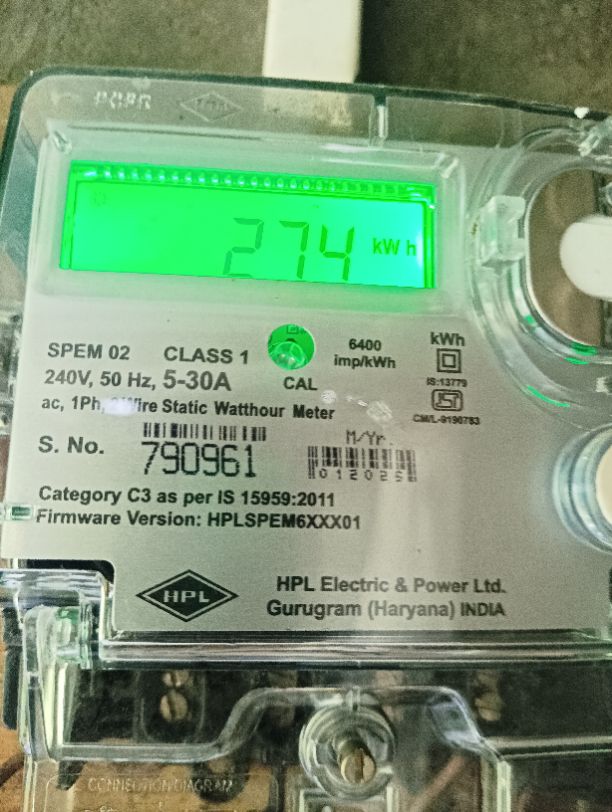 274 kWh
SPEM 02 CLASS 1 6400 imp/kWh kWh
240V, 50 Hz, 5-30A CAL IS:13779
ac, 1Ph, Wire Static Watthour Meter CM/L-9190783
S. No. 790961 M/Yr. 012025
Category C3 as per IS 15959:2011
Firmware Version: HPLSPEM6XXX01
HPL HPL Electric & Power Ltd.
Gurugram (Haryana) INDIA
CONNECTION DIAGRAM